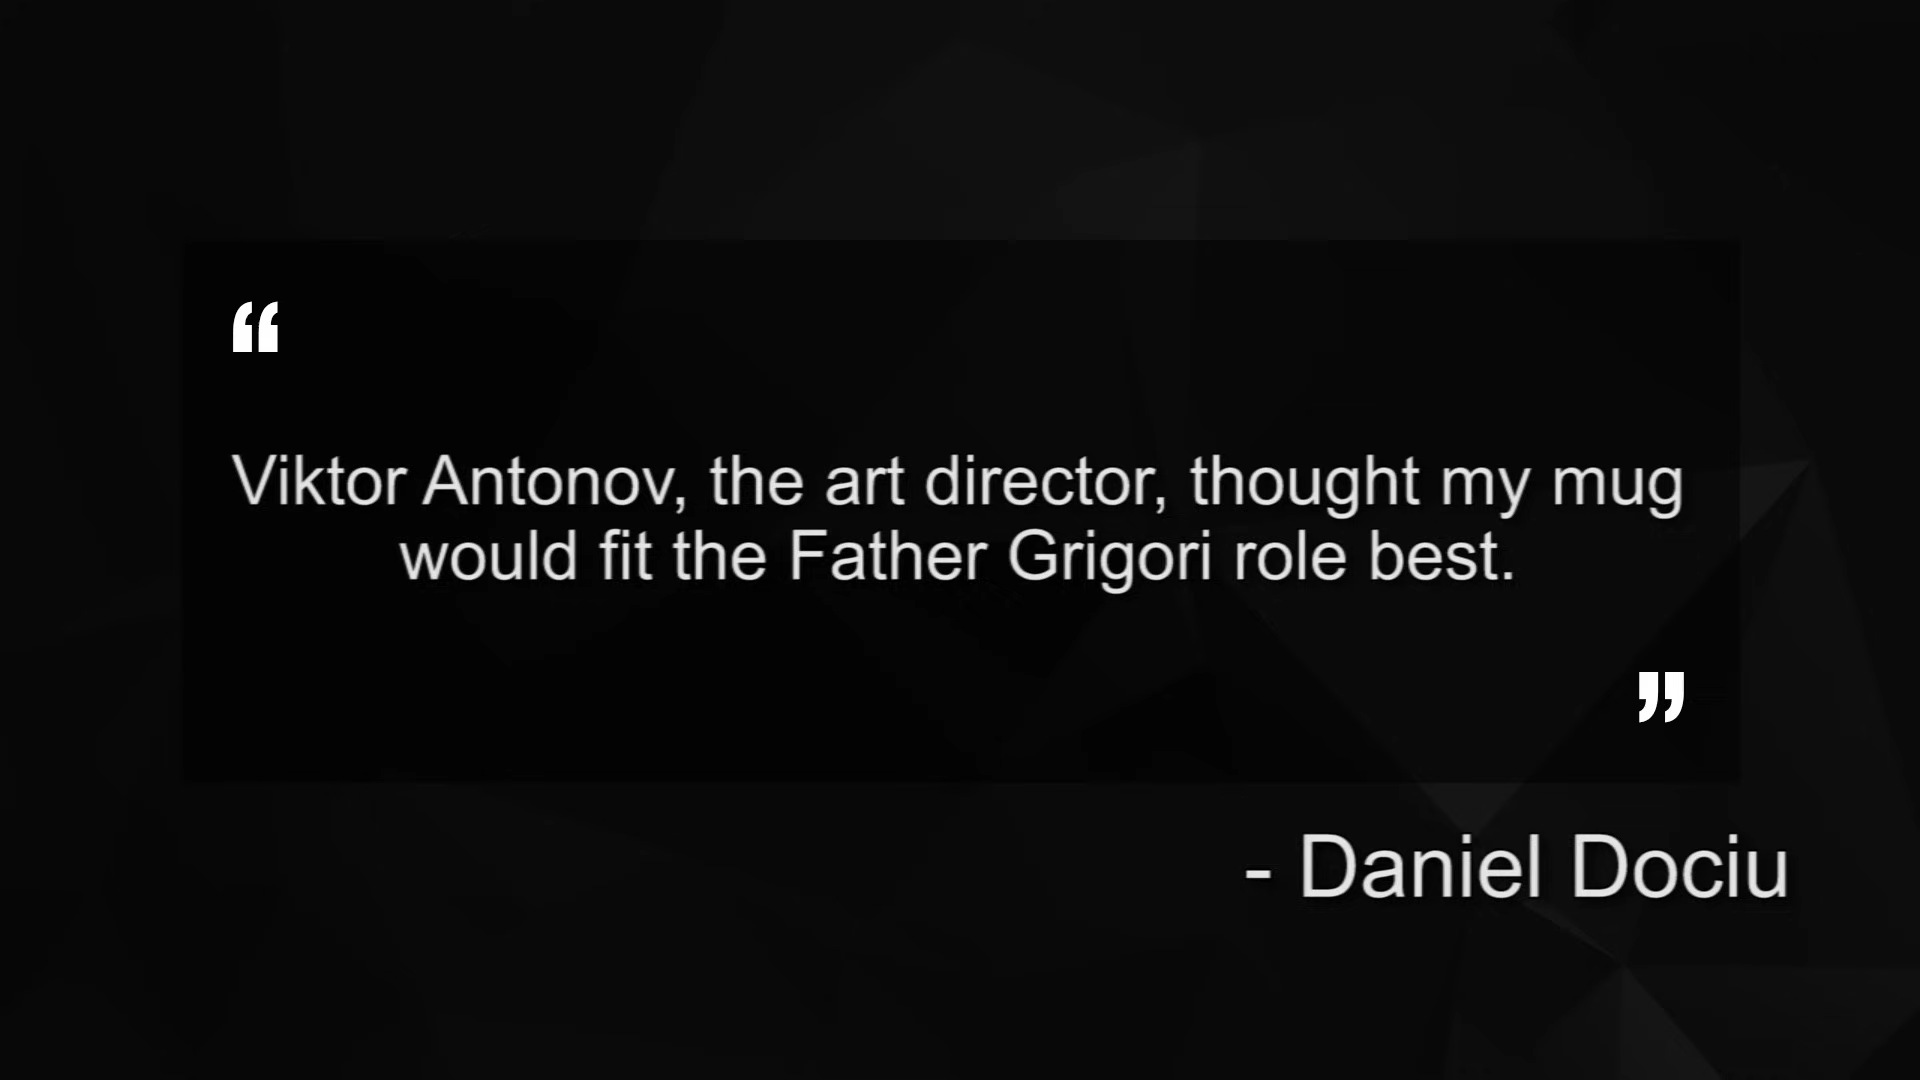 “
Viktor Antonov, the art director, thought my mug
would fit the Father Grigori role best.
”
- Daniel Dociu